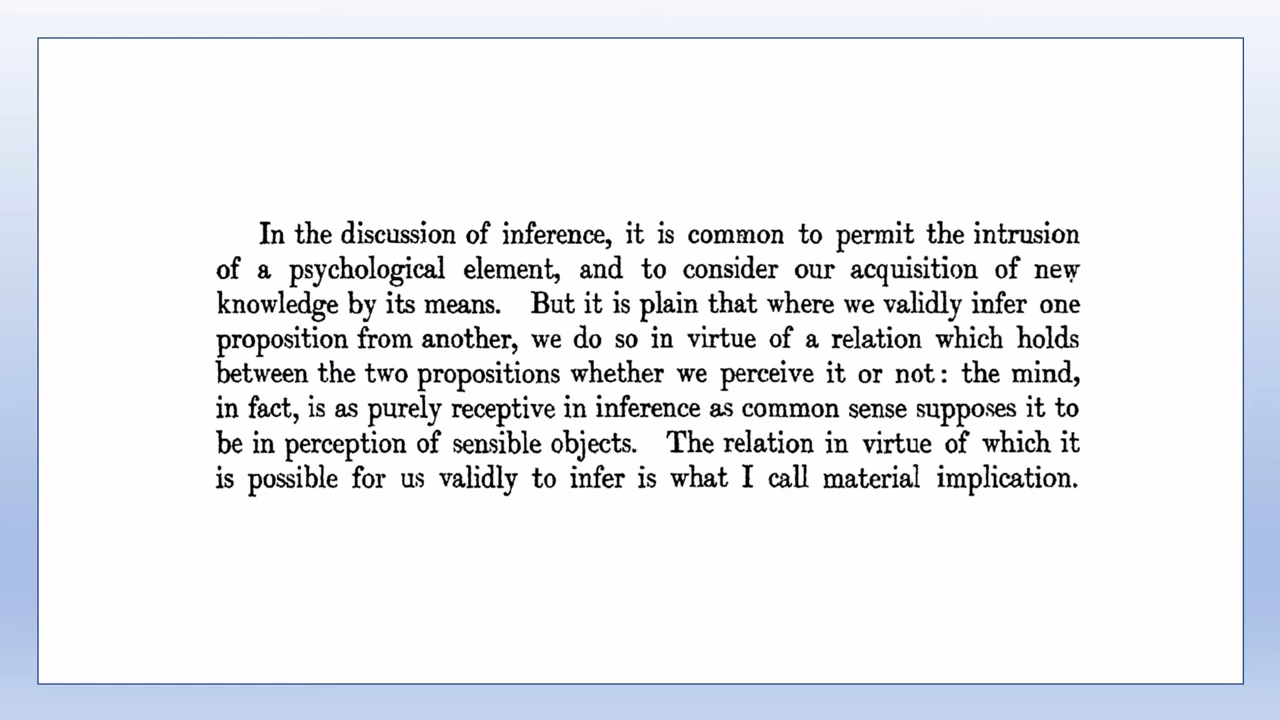 In the discussion of inference, it is common to permit the intrusion
of a psychological element, and to consider our acquisition of new
knowledge by its means. But it is plain that where we validly infer one
proposition from another, we do so in virtue of a relation which holds
between the two propositions whether we perceive it or not: the mind,
in fact, is as purely receptive in inference as common sense supposes it to
be in perception of sensible objects. The relation in virtue of which it
is possible for us validly to infer is what I call material implication.